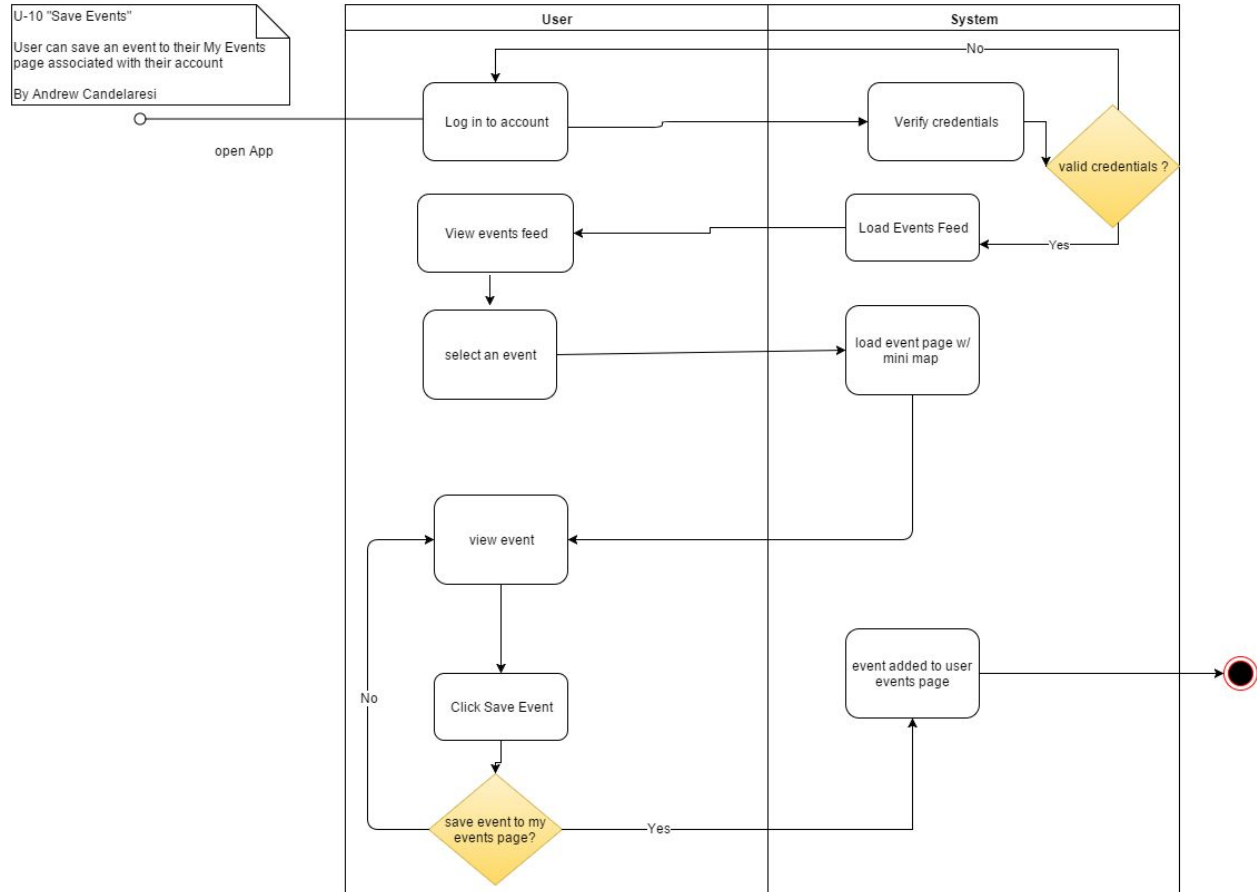 U-10 "Save Events"
User can save an event to their My Events
page associated with their account
By Andrew Candelaresi
User
System
No
Log in to account
Verify credentials
open App
valid credentials ?
View events feed
Load Events Feed
Yes
select an event
load event page w/
mini map
view event
event added to user
events page
No
Click Save Event
save event to my
events page?
Yes